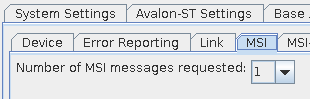 System Settings Avalon-ST Settings Base
Device Error Reporting Link MSI MSI-
Number of MSI messages requested: 1